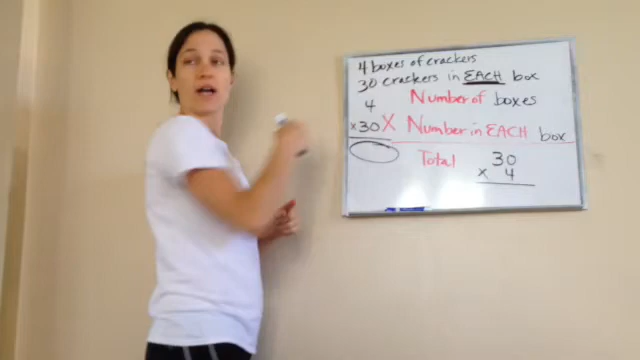 4 boxes of crackers
30 crackers in EACH box
4 Number of boxes
x 30 X Number in EACH box
Total 30
x 4